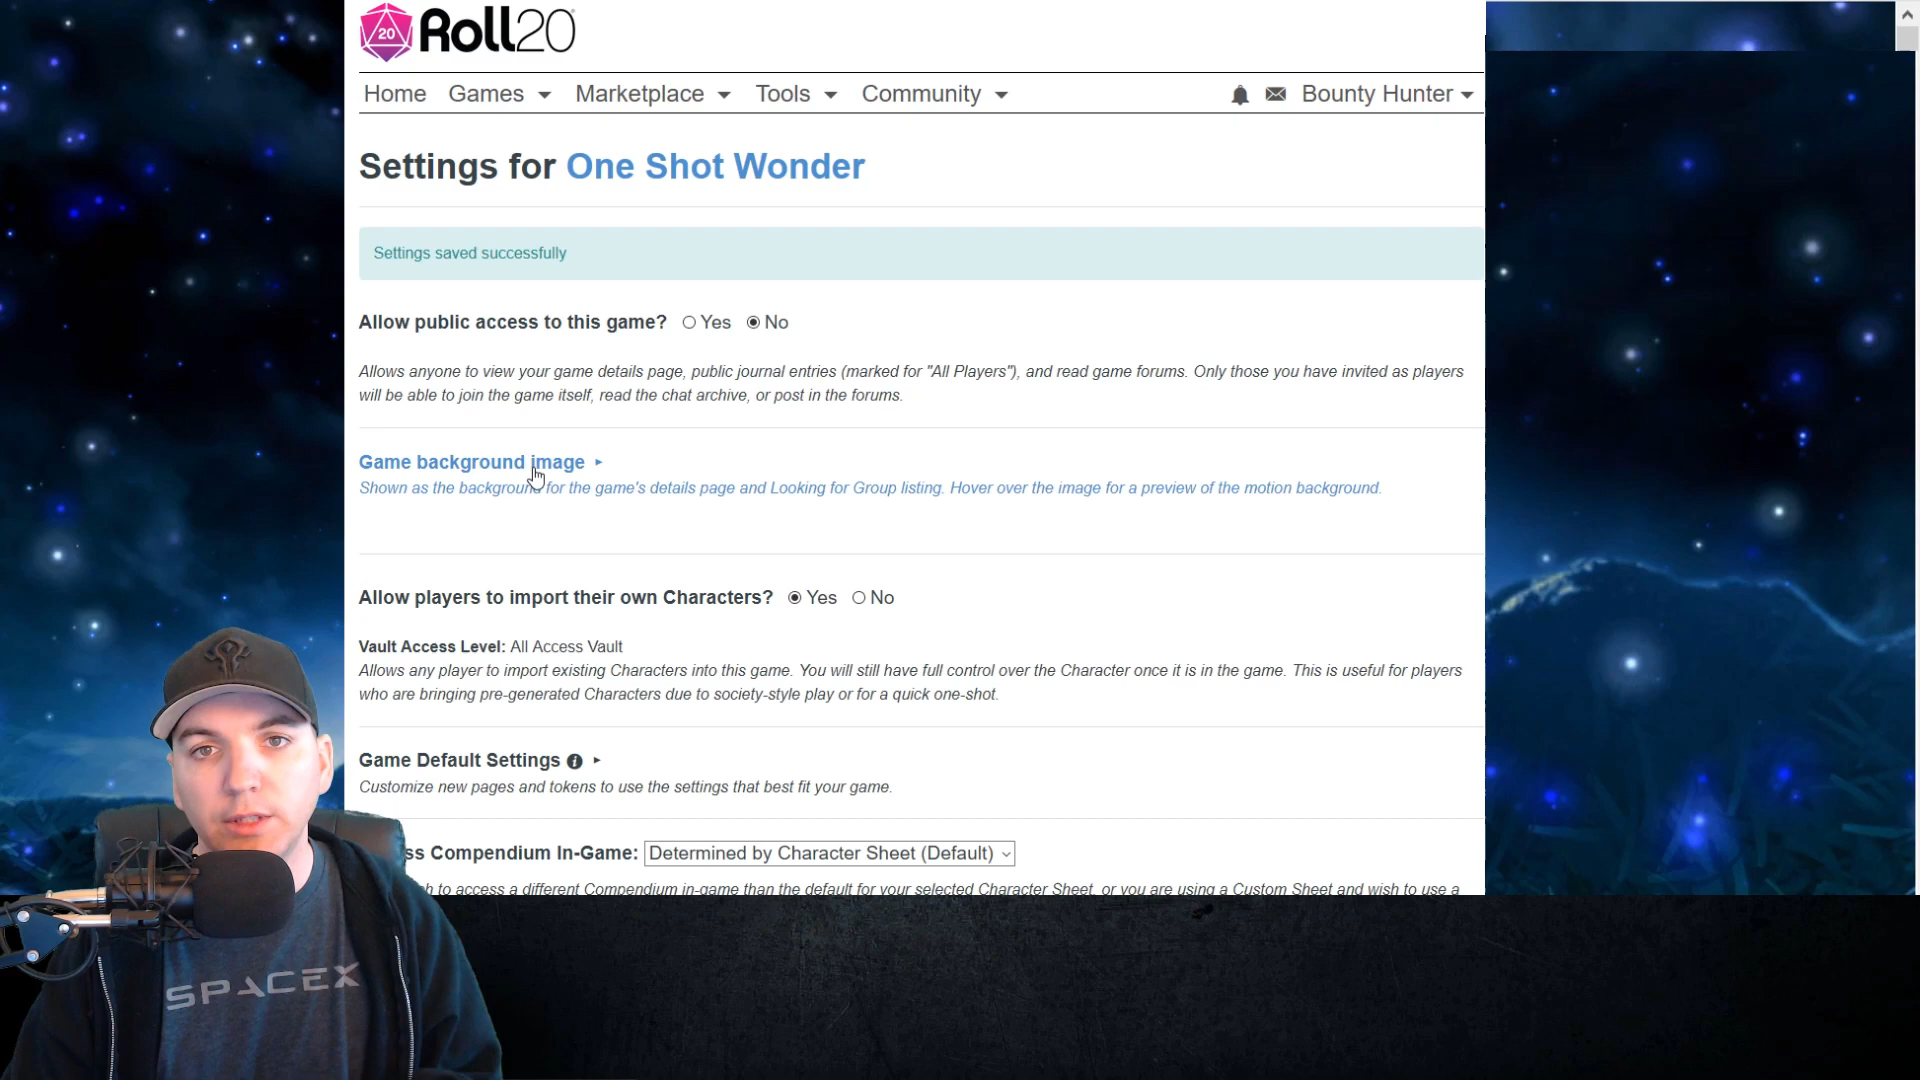 20 Roll20
Home Games Marketplace Tools Community Bounty Hunter
Settings for One Shot Wonder
Settings saved successfully
Allow public access to this game? Yes No
Allows anyone to view your game details page, public journal entries (marked for "All Players"), and read game forums. Only those you have invited as players
will be able to join the game itself, read the chat archive, or post in the forums.
Game background image
Shown as the background for the game's details page and Looking for Group listing. Hover over the image for a preview of the motion background.
Allow players to import their own Characters? Yes No
Vault Access Level: All Access Vault
Allows any player to import existing Characters into this game. You will still have full control over the Character once it is in the game. This is useful for players
who are bringing pre-generated Characters due to society-style play or for a quick one-shot.
Game Default Settings
Customize new pages and tokens to use the settings that best fit your game.
ss Compendium In-Game: Determined by Character Sheet (Default)
h to access a different Compendium in-game than the default for your selected Character Sheet, or you are using a Custom Sheet and wish to use a
SPACEX